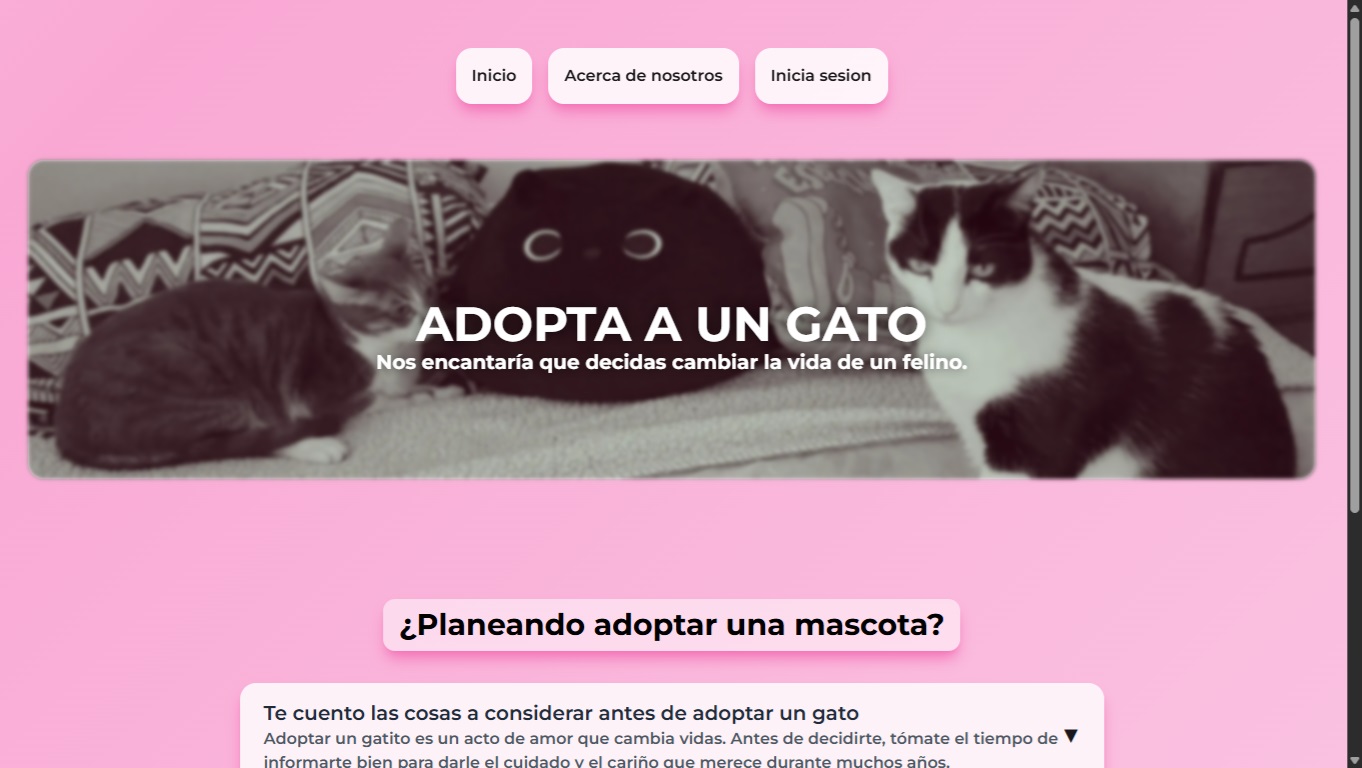 Inicio
Acerca de nosotros
Inicia sesion
ADOPTA A UN GATO
Nos encantaría que decidas cambiar la vida de un felino.
¿Planeando adoptar una mascota?
Te cuento las cosas a considerar antes de adoptar un gato
Adoptar un gatito es un acto de amor que cambia vidas. Antes de decidirte, tómate el tiempo de
informarte bien para darle el cuidado y el cariño que merece durante muchos años.